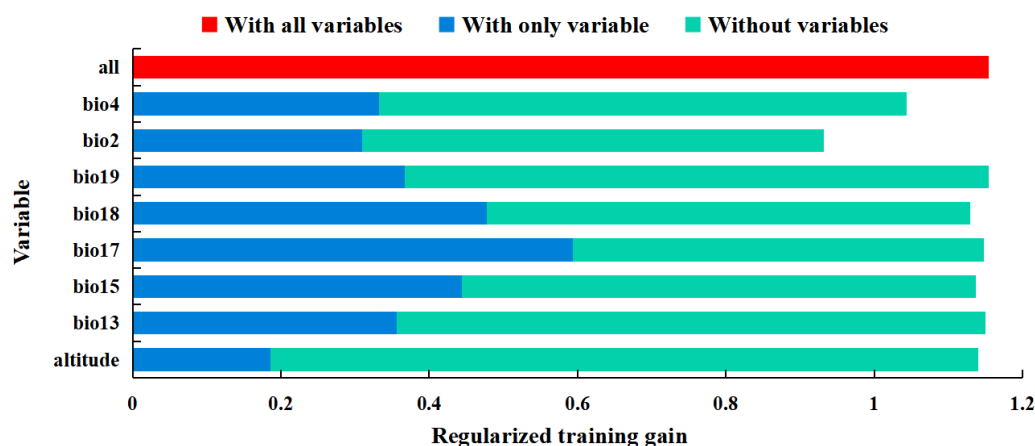 With all variables With only variable Without variables
all
bio4
bio2
bio19
bio18
bio17
bio15
bio13
altitude
Variable
0 0.2 0.4 0.6 0.8 1 1.2
Regularized training gain